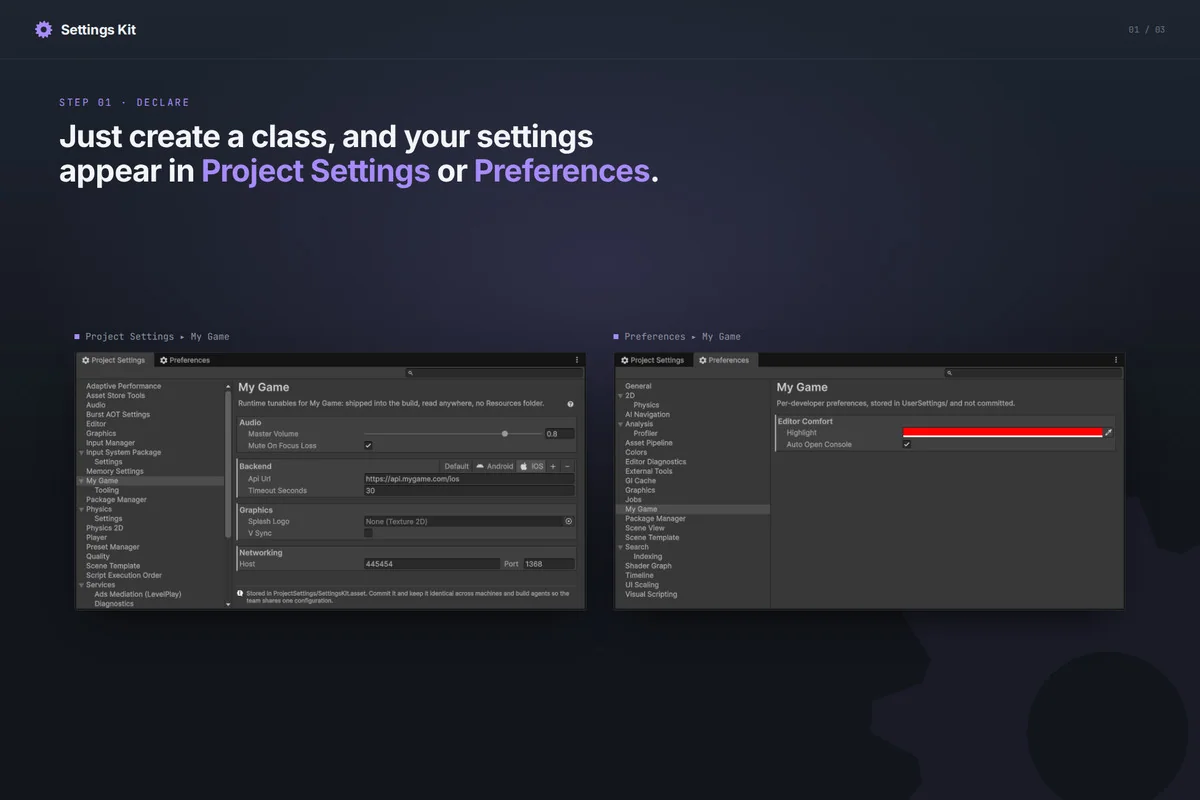 Settings Kit
01 / 03
STEP 01 · DECLARE
Just create a class, and your settings
appear in Project Settings or Preferences.
Project Settings ▸ My Game
Project Settings
Preferences
Adaptive Performance
Asset Store Tools
Audio
Burst AOT Settings
Editor
Graphics
Input Manager
Input System Package
Settings
Memory Settings
My Game
Tooling
Package Manager
Physics
Settings
Physics 2D
Player
Preset Manager
Quality
Scene Template
Script Execution Order
Services
Ads Mediation (LevelPlay)
Diagnostics
My Game
Runtime tunables for My Game: shipped into the build, read anywhere, no Resources folder.
Audio
Master Volume 0.8
Mute On Focus Loss
Backend Default Android iOS + −
Api Url https://api.mygame.com/ios
Timeout Seconds 30
Graphics
Splash Logo None (Texture 2D)
V Sync
Networking
Host 445454 Port 1368
Stored in ProjectSettings/SettingsKit.asset. Commit it and keep it identical across machines and build agents so the
team shares one configuration.
Preferences ▸ My Game
Project Settings
Preferences
General
2D
Physics
AI Navigation
Analysis
Profiler
Asset Pipeline
Colors
Editor Diagnostics
External Tools
GI Cache
Graphics
Jobs
My Game
Package Manager
Scene View
Scene Template
Search
Indexing
Shader Graph
Timeline
UI Scaling
Visual Scripting
My Game
Per-developer preferences, stored in UserSettings/ and not committed.
Editor Comfort
Highlight
Auto Open Console